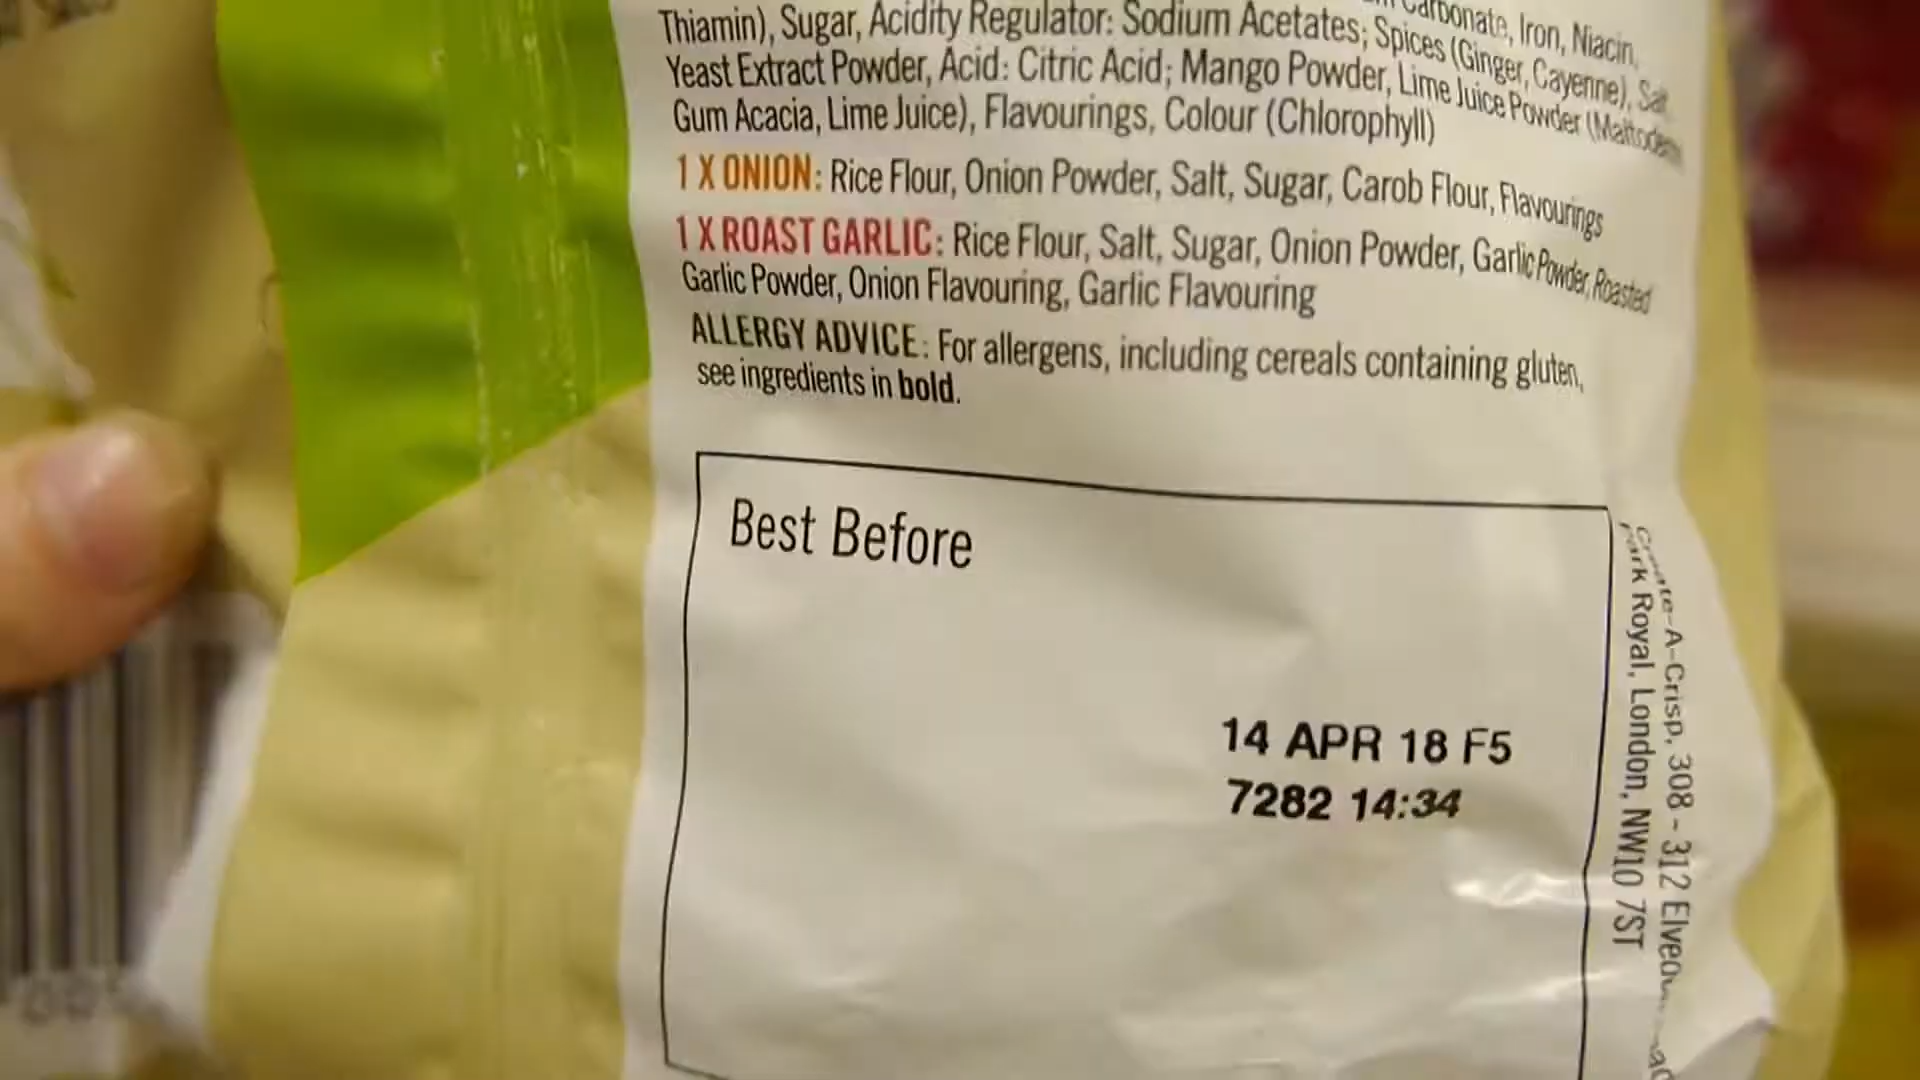 Carbonate, Iron, Niacin,
Thiamin), Sugar, Acidity Regulator: Sodium Acetates; Spices (Ginger, Cayenne), Salt,
Yeast Extract Powder, Acid: Citric Acid; Mango Powder, Lime Juice Powder
Gum Acacia, Lime Juice), Flavourings, Colour (Chlorophyll)
1 X ONION: Rice Flour, Onion Powder, Salt, Sugar, Carob Flour, Flavourings
1 X ROAST GARLIC: Rice Flour, Salt, Sugar, Onion Powder, Garlic Powder, Roasted
Garlic Powder, Onion Flavouring, Garlic Flavouring
ALLERGY ADVICE: For allergens, including cereals containing gluten,
see ingredients in bold.
Best Before
14 APR 18 F5
7282 14:34
-A-Crisp, 308 - 312
Park Royal, London, NW10 7ST